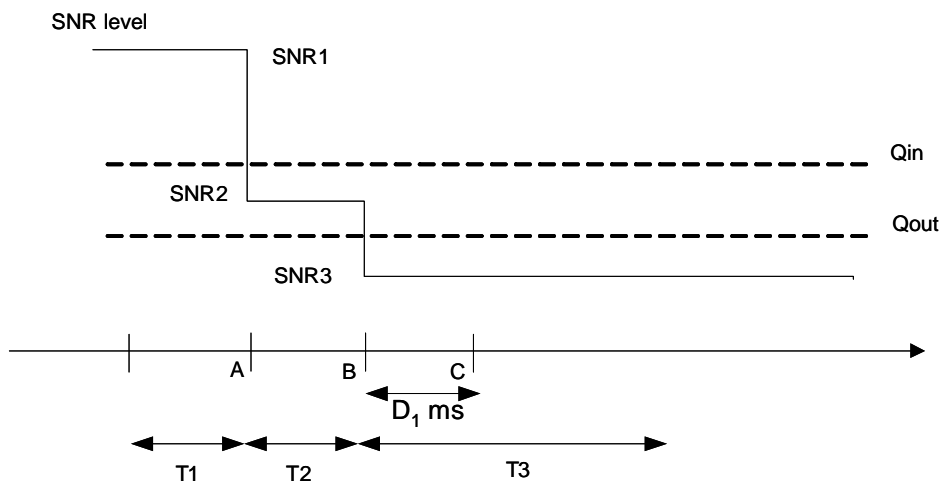 SNR level
SNR1
Qin
SNR2
Qout
SNR3
A
B
C
D₁ ms
T1
T2
T3